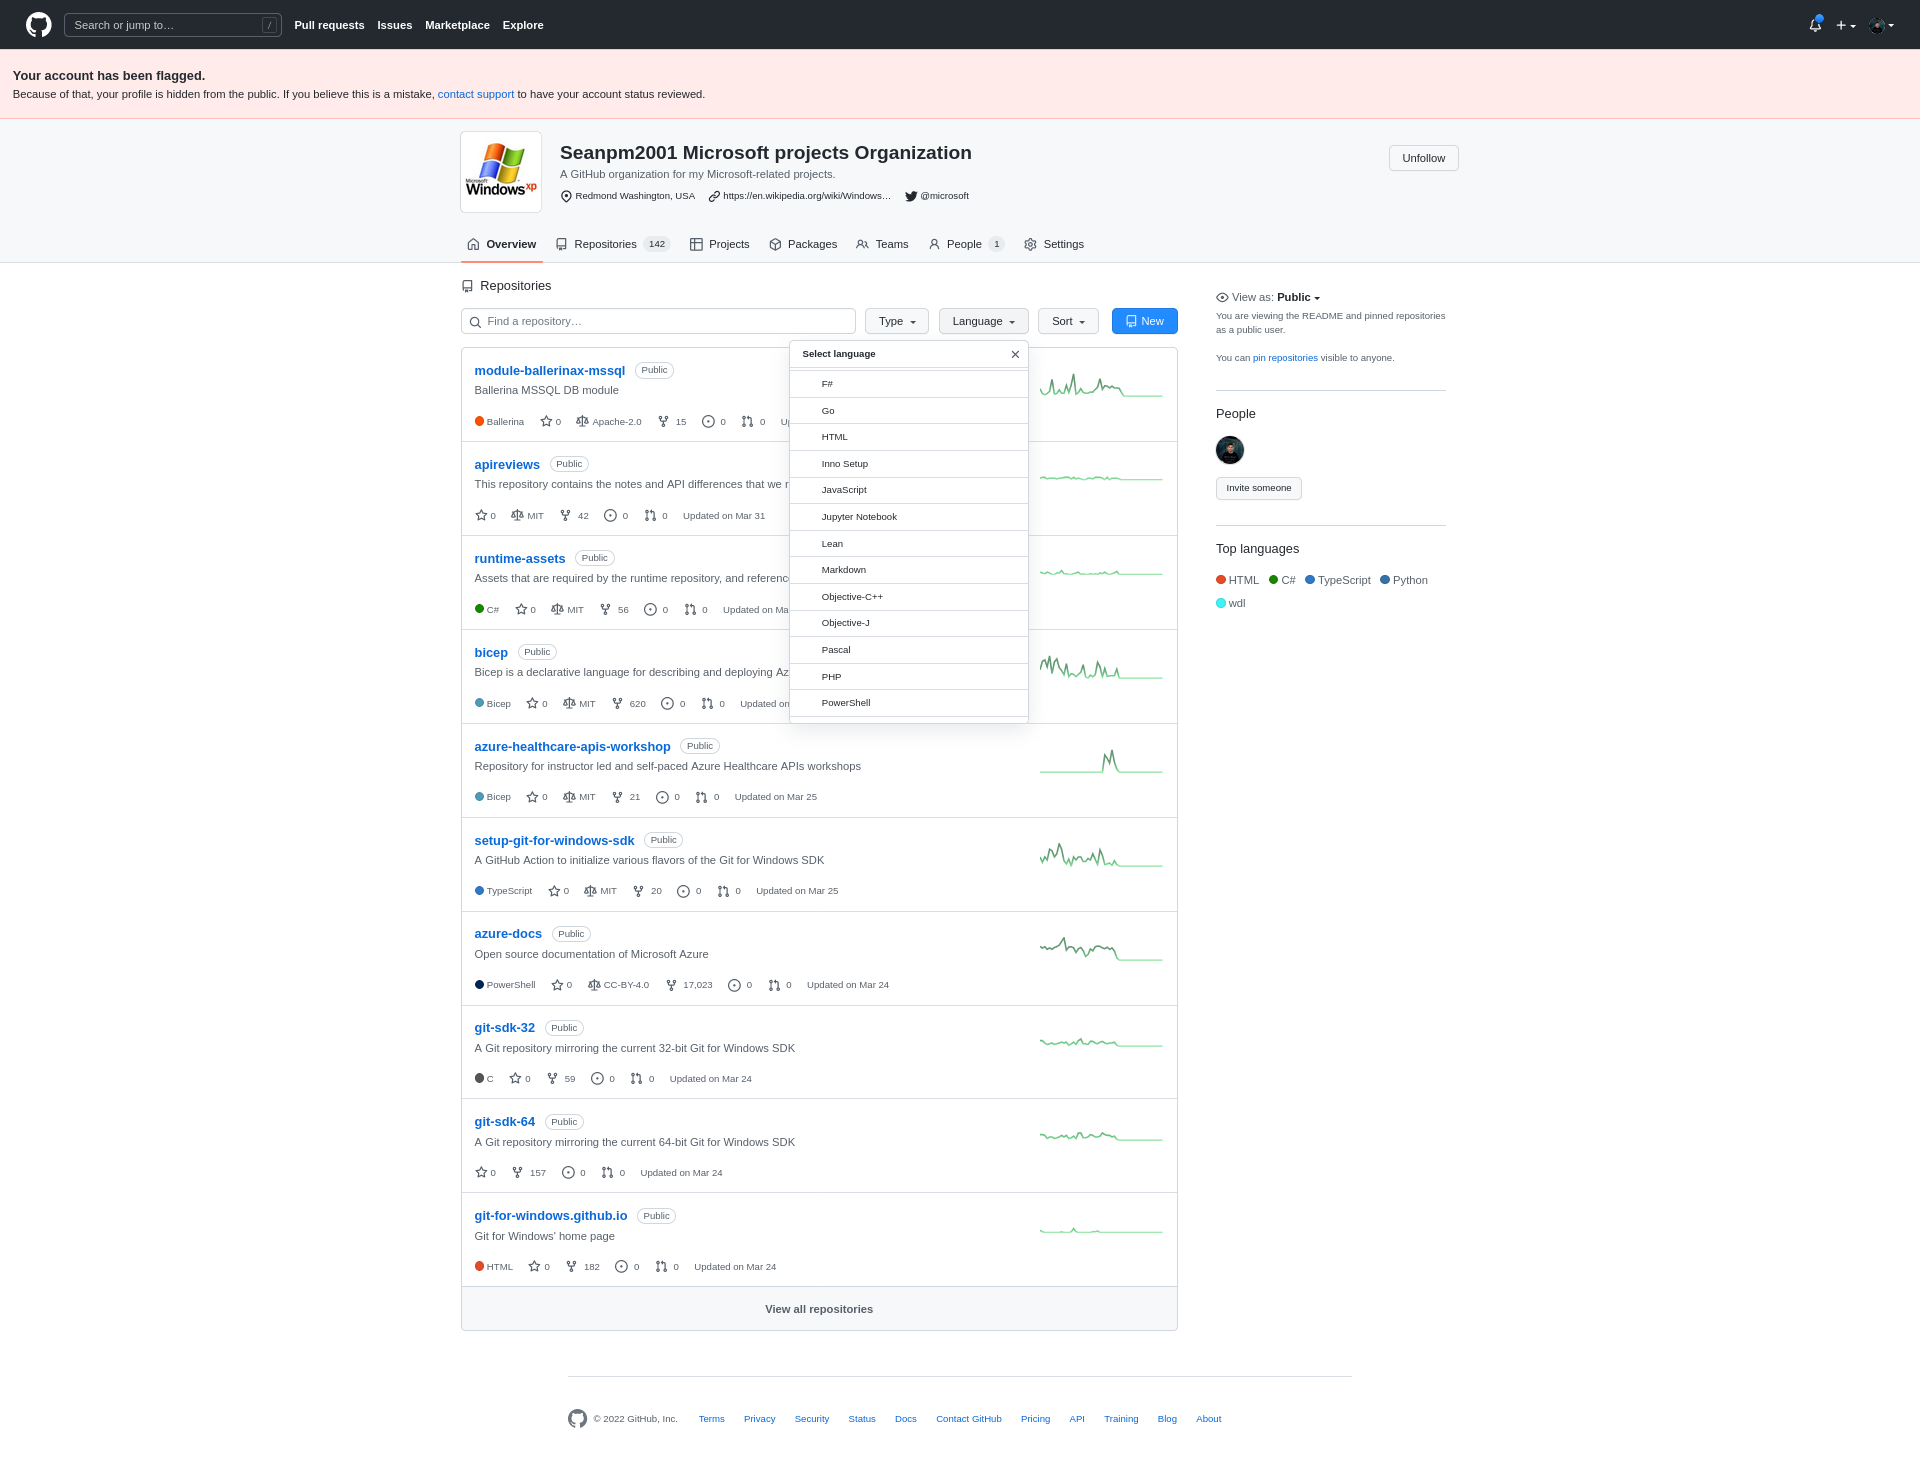 Search or jump to…
/
Pull requests Issues Marketplace Explore
Your account has been flagged.
Because of that, your profile is hidden from the public. If you believe this is a mistake, contact support to have your account status reviewed.
Microsoft
Windows xp
Seanpm2001 Microsoft projects Organization
A GitHub organization for my Microsoft-related projects.
Redmond Washington, USA https://en.wikipedia.org/wiki/Windows… @microsoft
Unfollow
Overview Repositories 142 Projects Packages Teams People 1 Settings
Repositories
Find a repository… Type Language Sort New
Select language
F#
Go
HTML
Inno Setup
JavaScript
Jupyter Notebook
Lean
Markdown
Objective-C++
Objective-J
Pascal
PHP
PowerShell
module-ballerinax-mssql Public
Ballerina MSSQL DB module
Ballerina 0 Apache-2.0 15 0 0
apireviews Public
This repository contains the notes and API differences that we
0 MIT 42 0 0 Updated on Mar 31
runtime-assets Public
Assets that are required by the runtime repository, and
C# 0 MIT 56 0 0 Updated on
bicep Public
Bicep is a declarative language for describing and deploying
Bicep 0 MIT 620 0 0 Updated on
azure-healthcare-apis-workshop Public
Repository for instructor led and self-paced Azure Healthcare APIs workshops
Bicep 0 MIT 21 0 0 Updated on Mar 25
setup-git-for-windows-sdk Public
A GitHub Action to initialize various flavors of the Git for Windows SDK
TypeScript 0 MIT 20 0 0 Updated on Mar 25
azure-docs Public
Open source documentation of Microsoft Azure
PowerShell 0 CC-BY-4.0 17,023 0 0 Updated on Mar 24
git-sdk-32 Public
A Git repository mirroring the current 32-bit Git for Windows SDK
C 0 59 0 0 Updated on Mar 24
git-sdk-64 Public
A Git repository mirroring the current 64-bit Git for Windows SDK
0 157 0 0 Updated on Mar 24
git-for-windows.github.io Public
Git for Windows' home page
HTML 0 182 0 0 Updated on Mar 24
View all repositories
View as: Public
You are viewing the README and pinned repositories
as a public user.
You can pin repositories visible to anyone.
People
Invite someone
Top languages
HTML C# TypeScript Python
wdl
© 2022 GitHub, Inc. Terms Privacy Security Status Docs Contact GitHub Pricing API Training Blog About